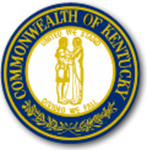 COMMONWEALTH OF KENTUCKY
UNITED WE STAND
DIVIDED WE FALL